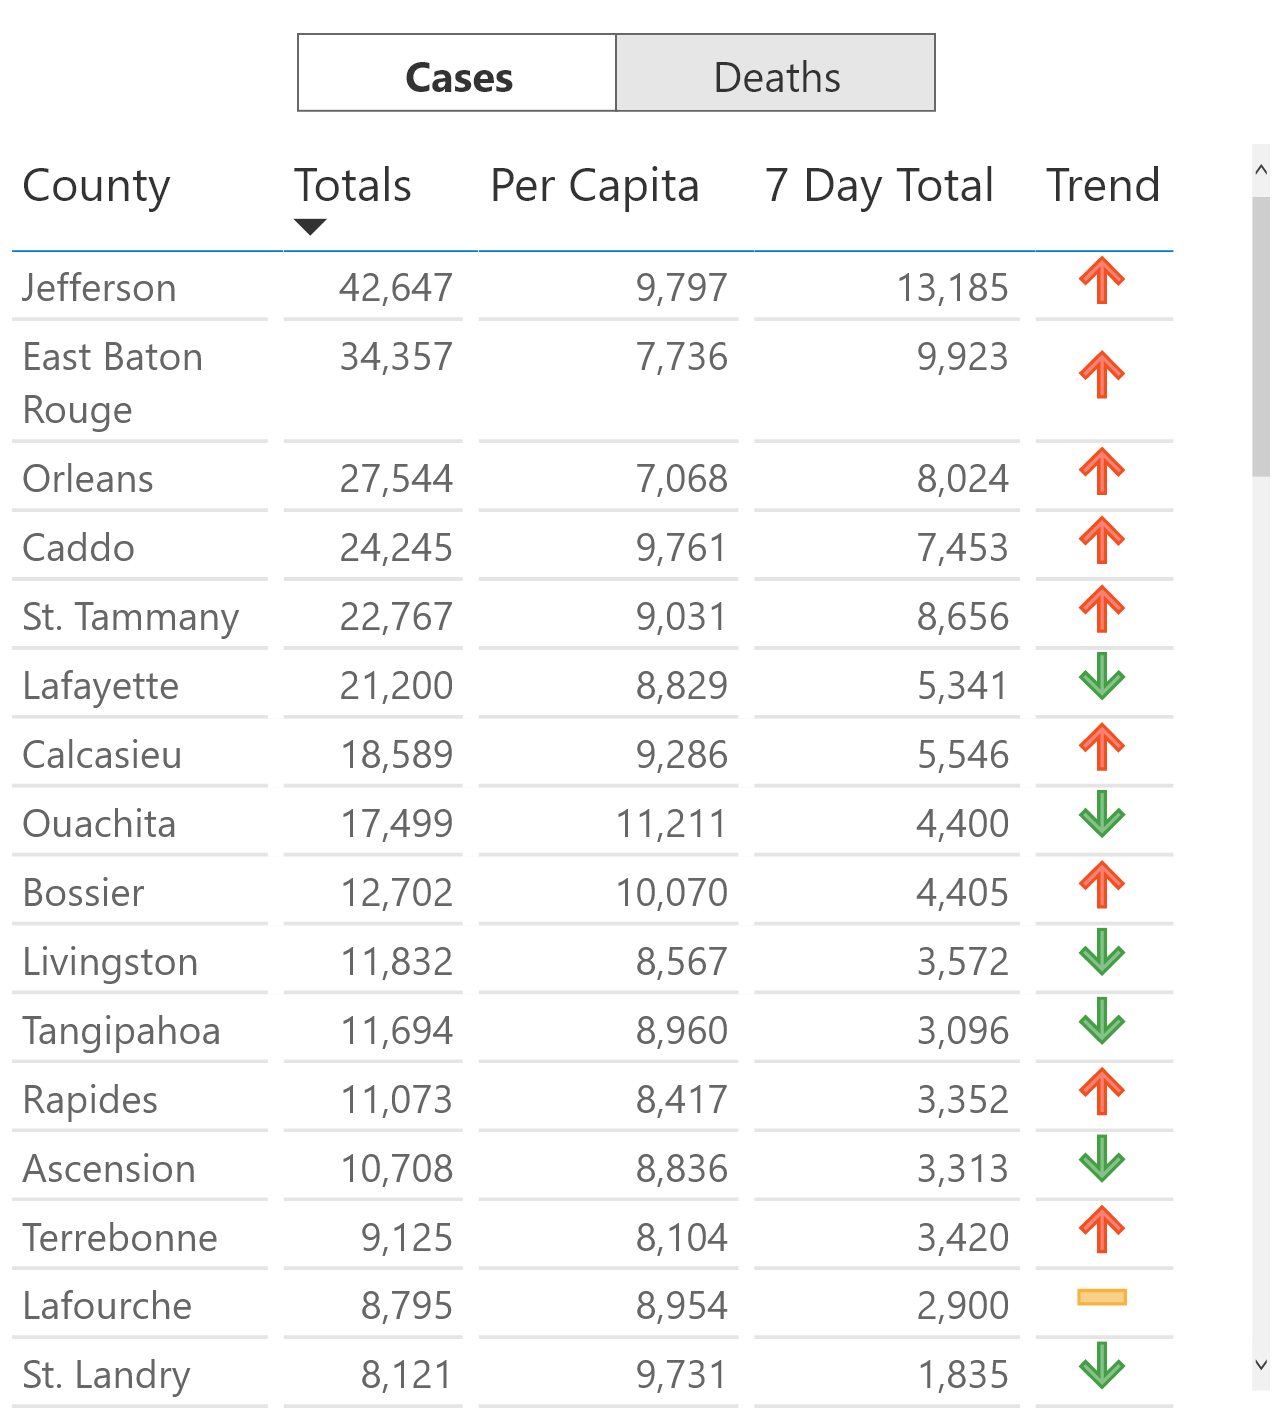 Cases Deaths
County Totals Per Capita 7 Day Total Trend
Jefferson 42,647 9,797 13,185
East Baton 34,357 7,736 9,923
Rouge
Orleans 27,544 7,068 8,024
Caddo 24,245 9,761 7,453
St. Tammany 22,767 9,031 8,656
Lafayette 21,200 8,829 5,341
Calcasieu 18,589 9,286 5,546
Ouachita 17,499 11,211 4,400
Bossier 12,702 10,070 4,405
Livingston 11,832 8,567 3,572
Tangipahoa 11,694 8,960 3,096
Rapides 11,073 8,417 3,352
Ascension 10,708 8,836 3,313
Terrebonne 9,125 8,104 3,420
Lafourche 8,795 8,954 2,900
St. Landry 8,121 9,731 1,835